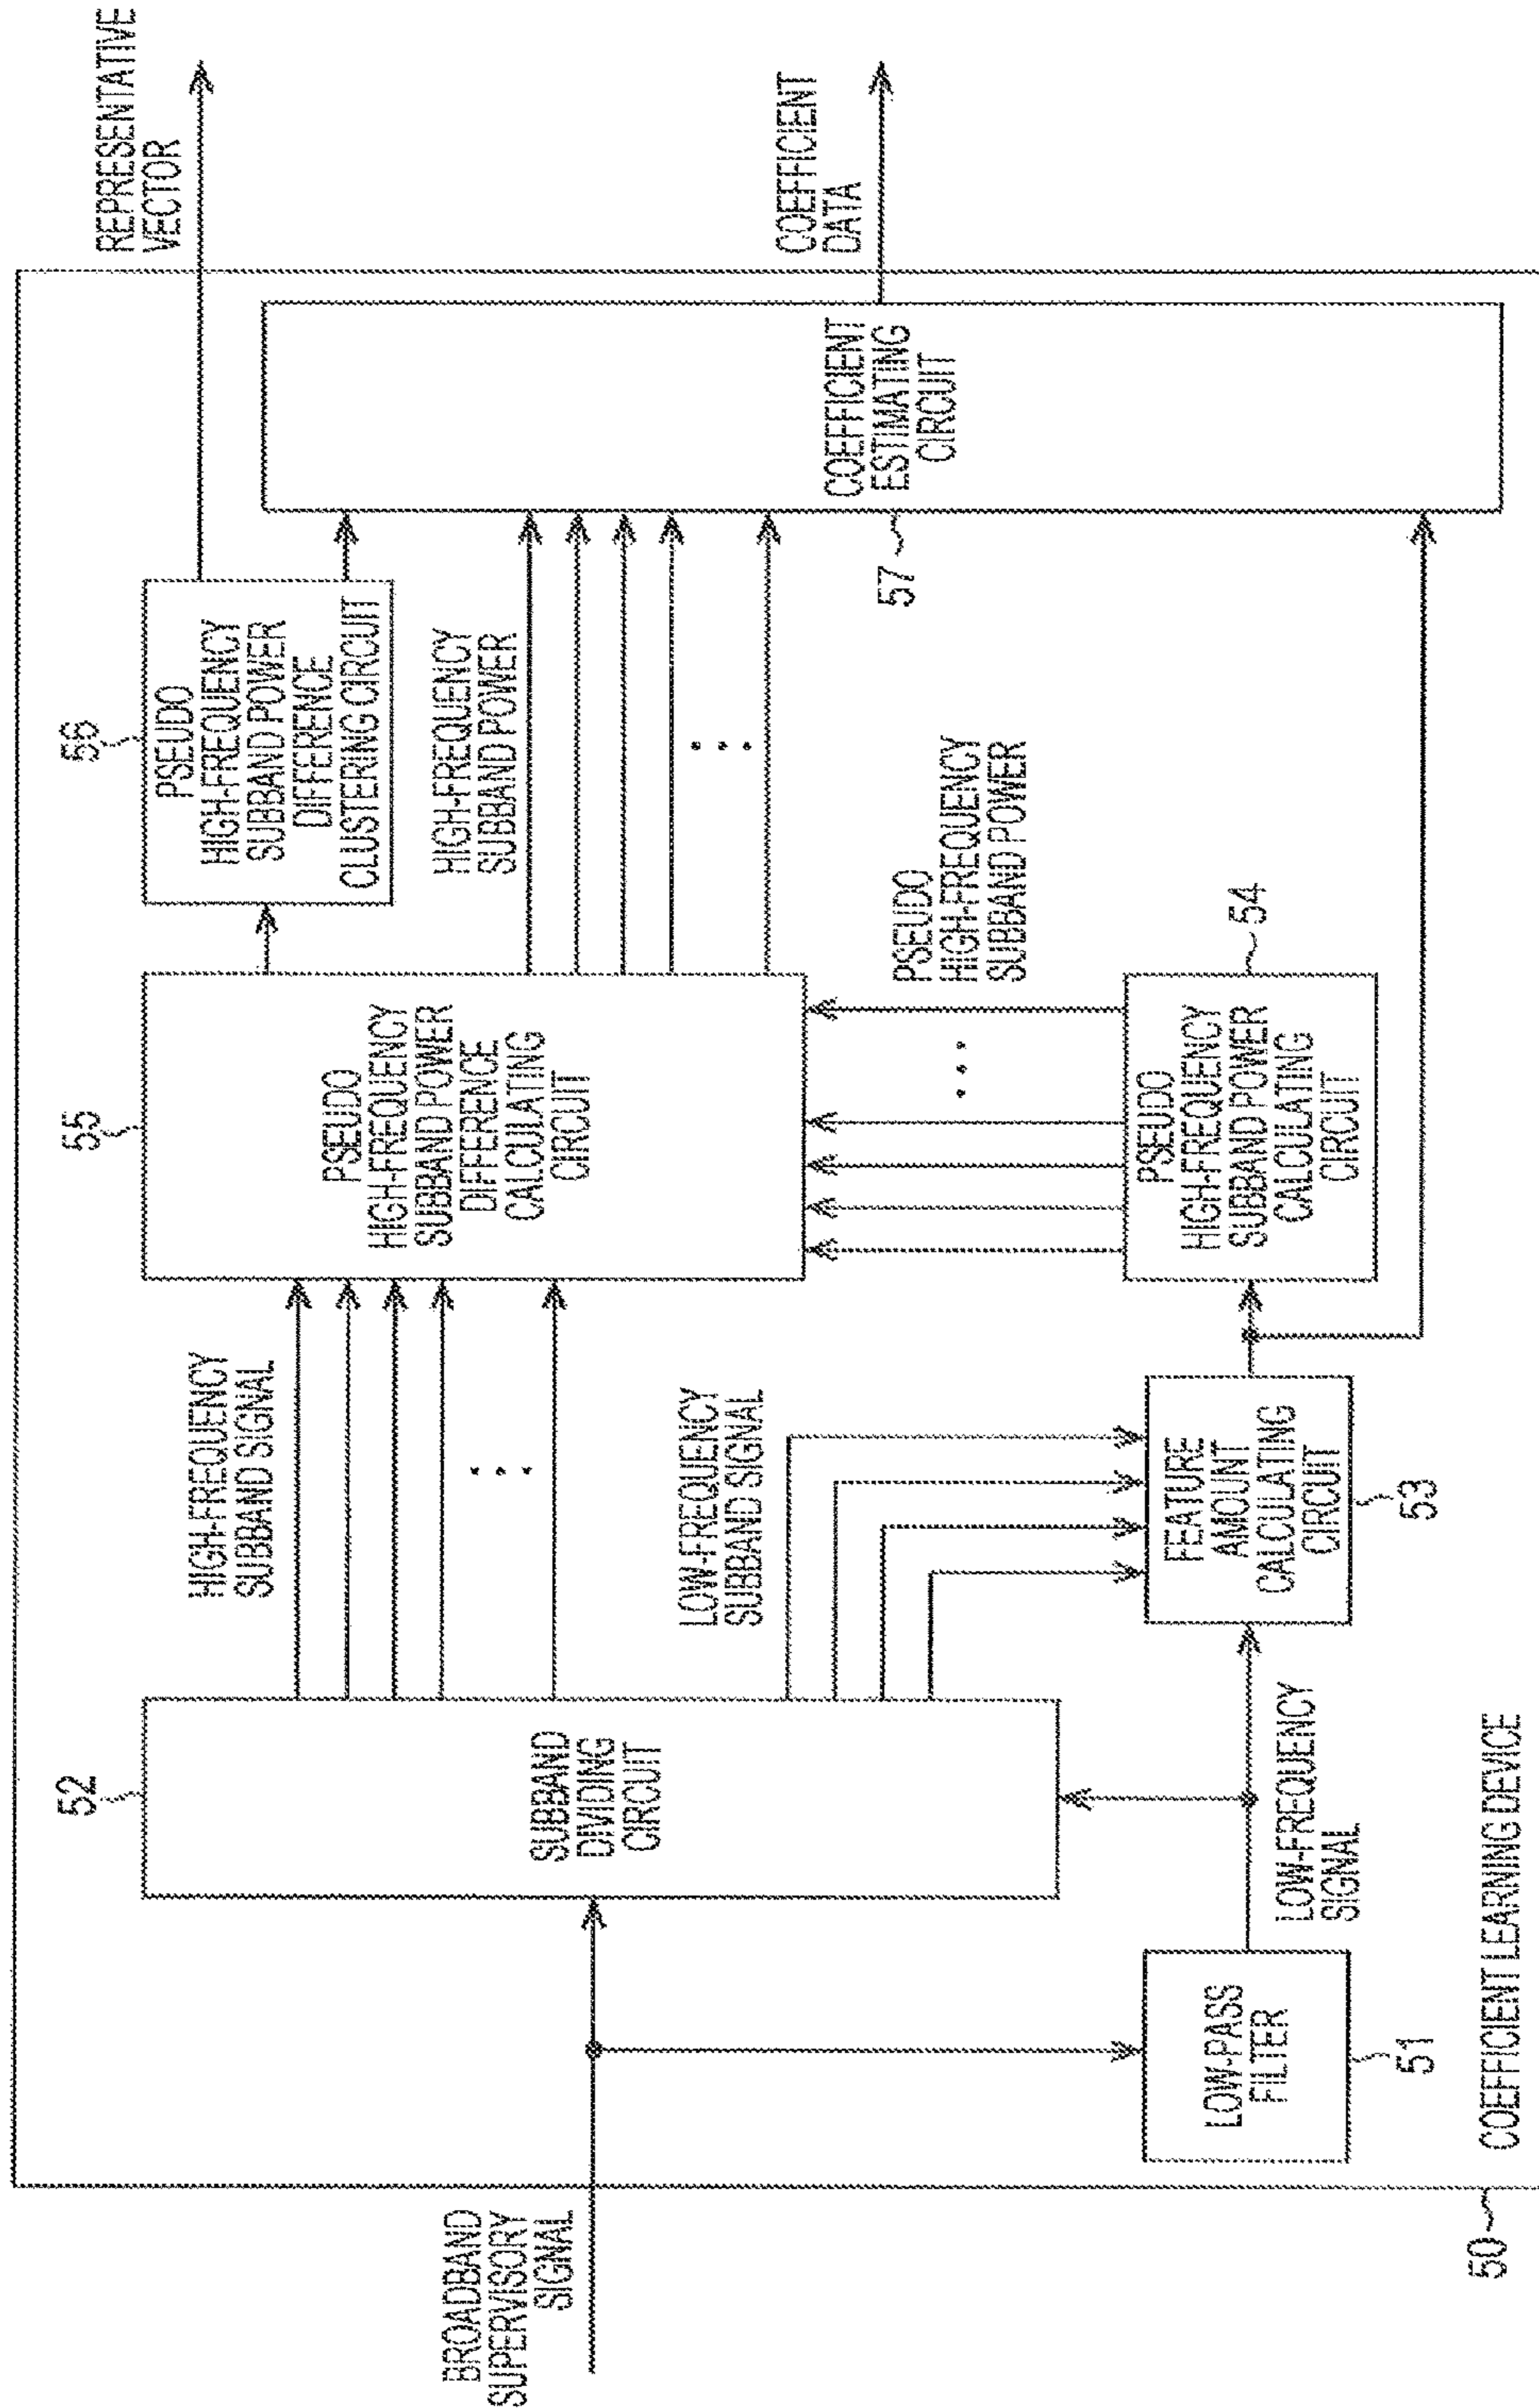 BROADBAND
SUPERVISORY
SIGNAL
50
COEFFICIENT LEARNING DEVICE
LOW-PASS
FILTER
51
LOW-FREQUENCY
SIGNAL
52
SUBBAND
DIVIDING
CIRCUIT
HIGH-FREQUENCY
SUBBAND SIGNAL
...
LOW-FREQUENCY
SUBBAND SIGNAL
FEATURE
AMOUNT
CALCULATING
CIRCUIT
53
55
PSEUDO
HIGH-FREQUENCY
SUBBAND POWER
DIFFERENCE
CALCULATING
CIRCUIT
PSEUDO
HIGH-FREQUENCY
SUBBAND POWER
...
54
PSEUDO
HIGH-FREQUENCY
SUBBAND POWER
CALCULATING
CIRCUIT
56
PSEUDO
HIGH-FREQUENCY
SUBBAND POWER
DIFFERENCE
CLUSTERING CIRCUIT
HIGH-FREQUENCY
SUBBAND POWER
...
57
COEFFICIENT
ESTIMATING
CIRCUIT
REPRESENTATIVE
VECTOR
COEFFICIENT
DATA